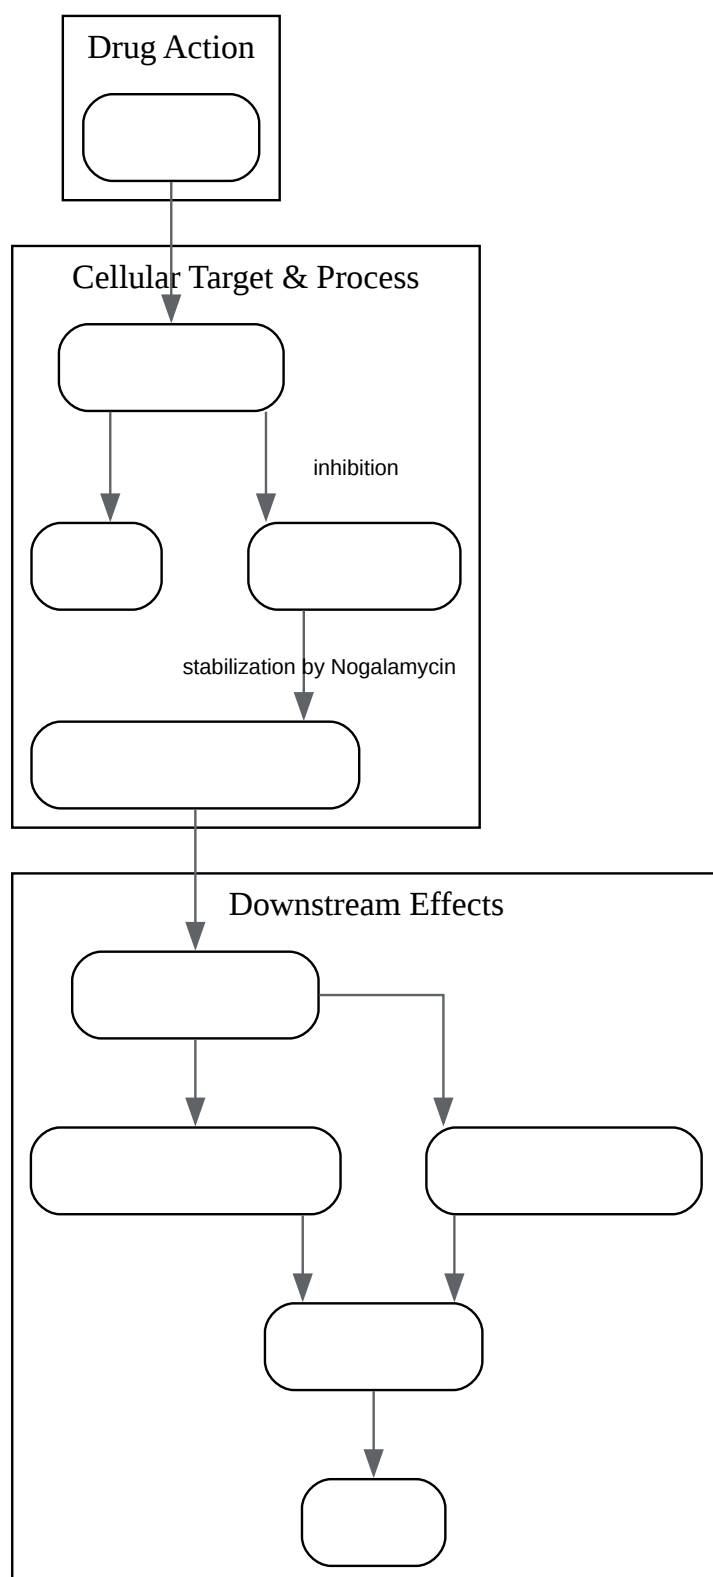 Drug Action
Cellular Target & Process
inhibition
stabilization by Nogalamycin
Downstream Effects